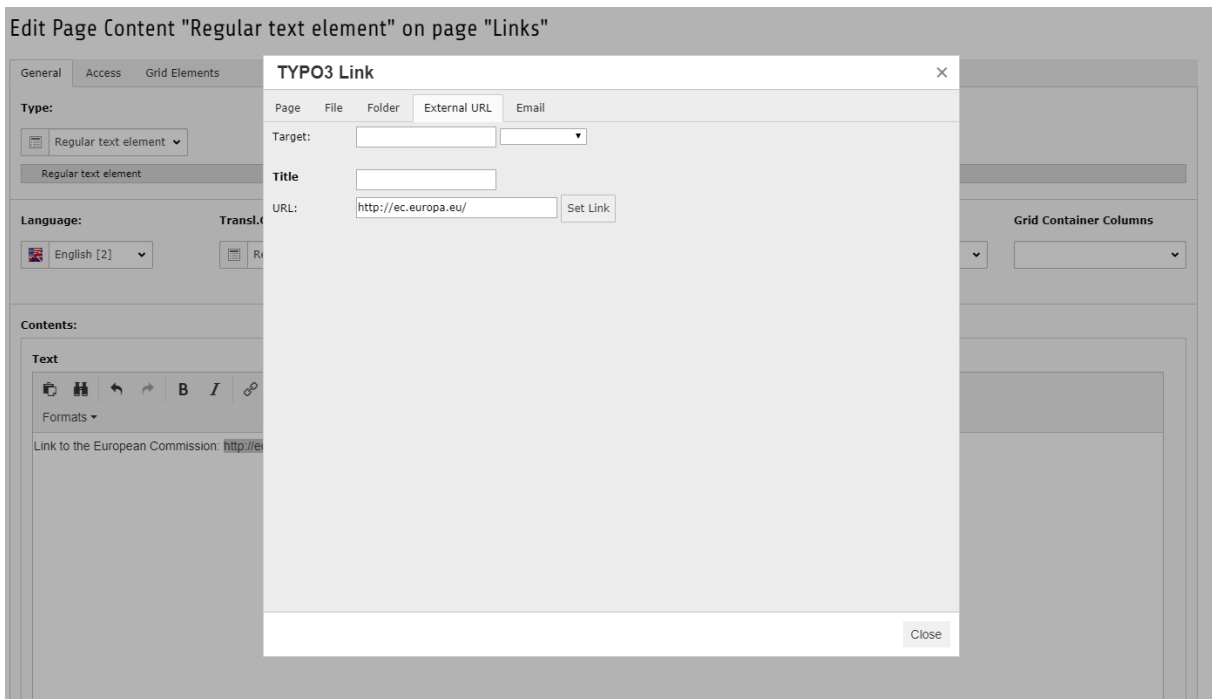 Edit Page Content "Regular text element" on page "Links"
TYPO3 Link
General Access Grid Elements
Page File Folder External URL Email
Type:
Target:
Regular text element
Regular text element
Title
Language:
URL: http://ec.europa.eu/ Set Link
Grid Container Columns
English [2]
Contents:
Text
B I
Formats
Link to the European Commission:
Close